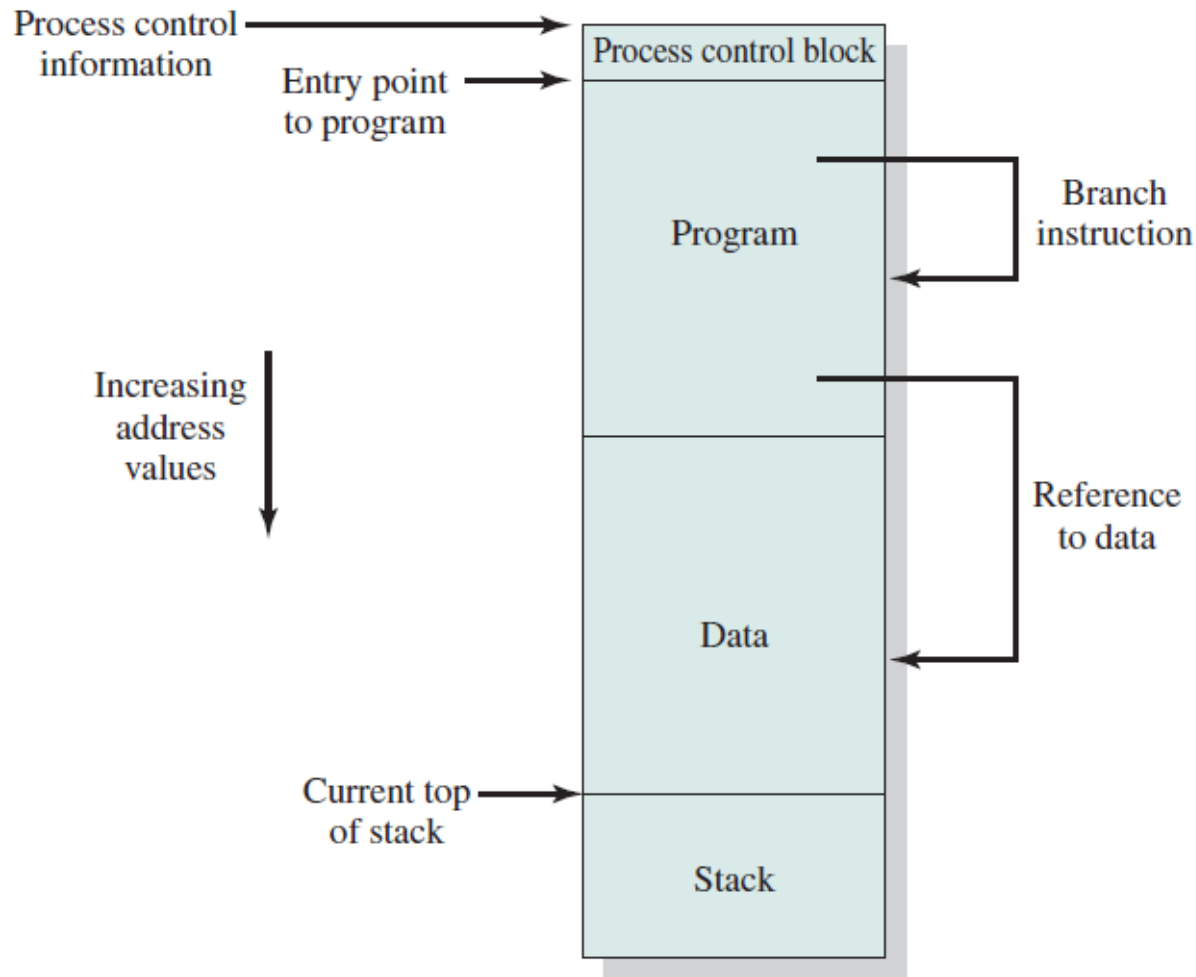 Process control
information
Process control block
Entry point
to program
Branch
instruction
Program
Increasing
address
values
Reference
to data
Data
Current top
of stack
Stack